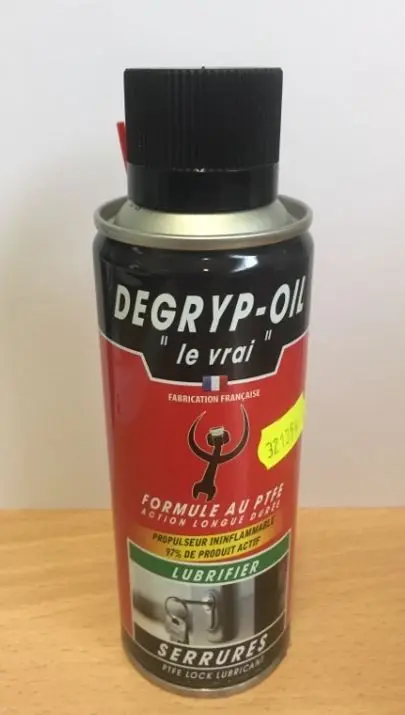 DEGRYP-OIL
" le vrai "
FABRICATION FRANÇAISE
FORMULE AU PTFE
ACTION LONGUE DURÉE
PROPULSEUR ININFLAMMABLE
97% DE PRODUIT ACTIF
LUBRIFIER
SERRURES
PTFE LOCK LUBRICANT